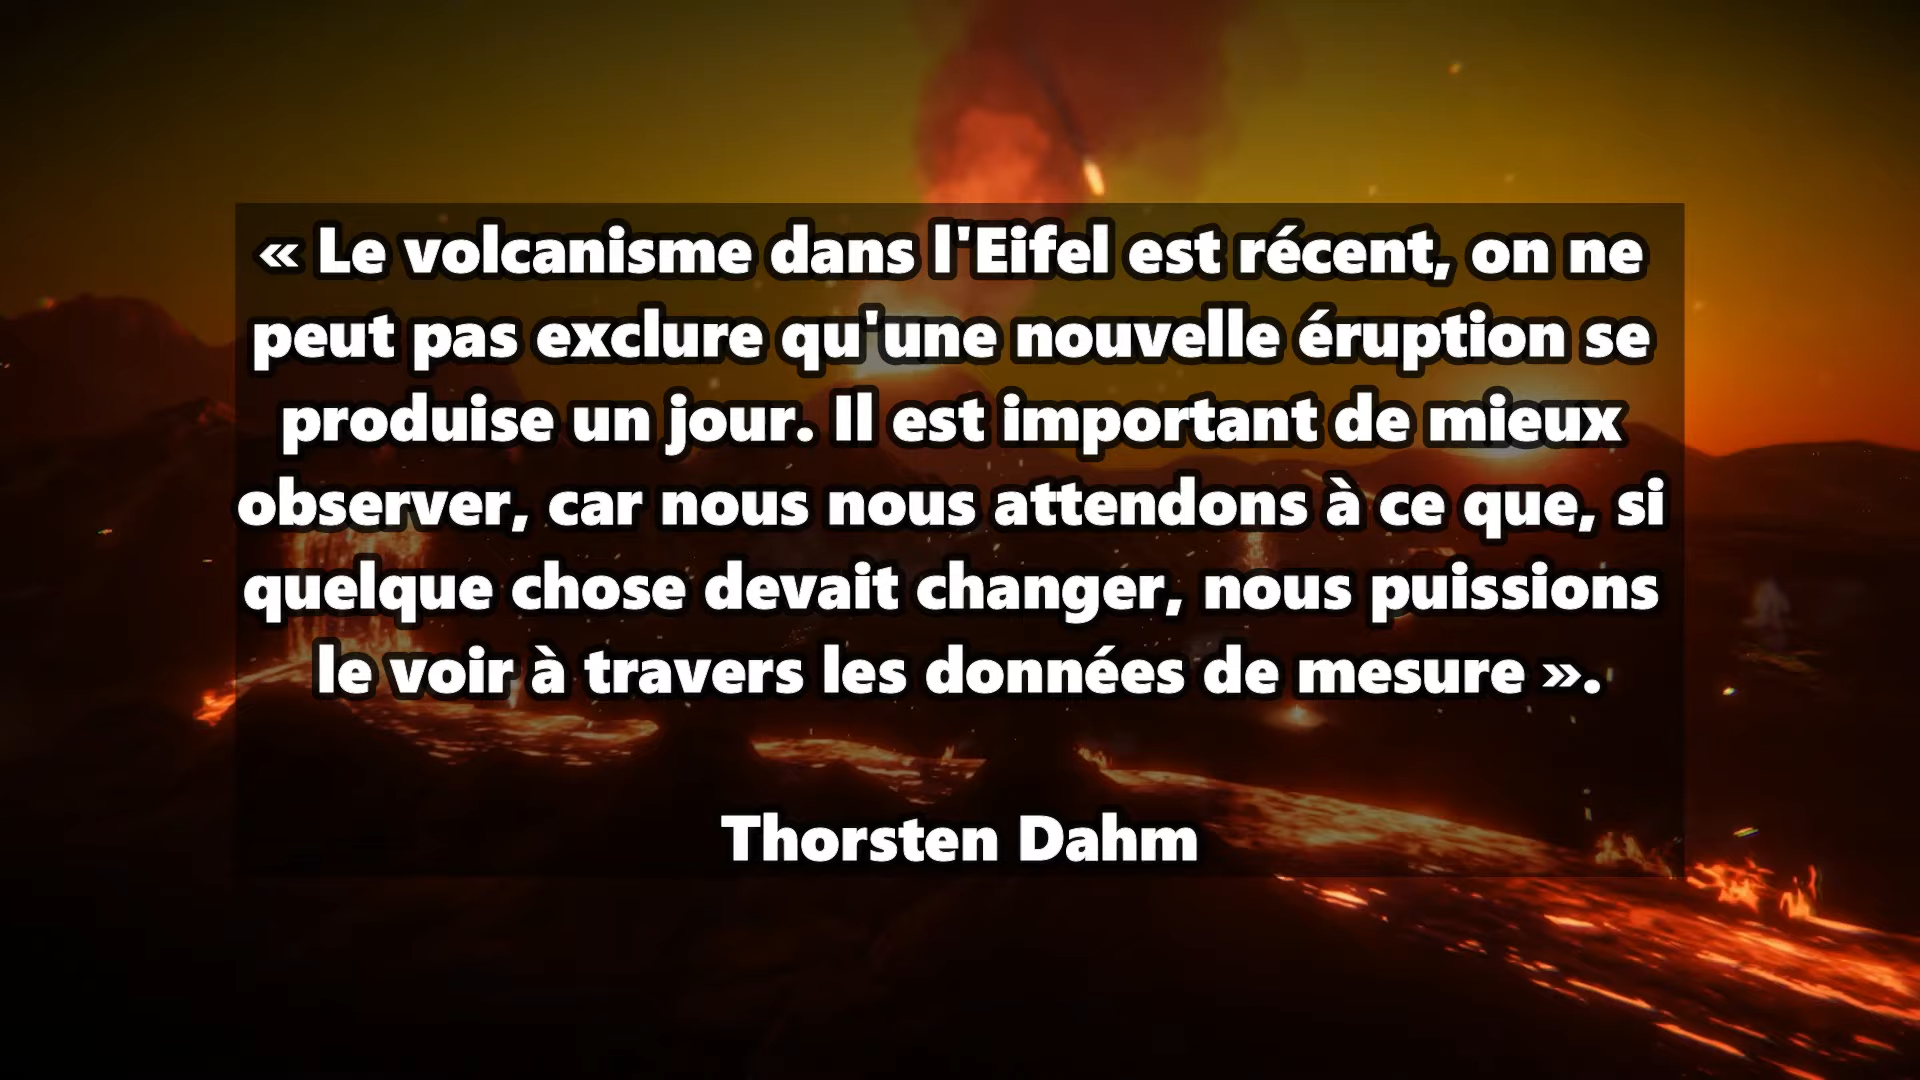 « Le volcanisme dans l'Eifel est récent, on ne
peut pas exclure qu'une nouvelle éruption se
produise un jour. Il est important de mieux
observer, car nous nous attendons à ce que, si
quelque chose devait changer, nous puissions
le voir à travers les données de mesure ».
Thorsten Dahm